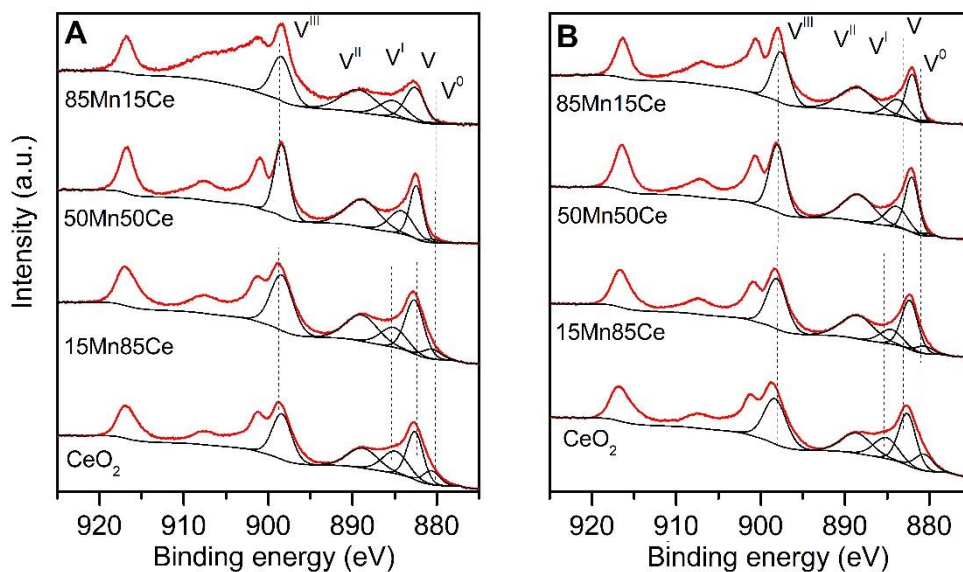 A
V^III
V^II
V^I
V
V^0
85Mn15Ce
50Mn50Ce
15Mn85Ce
CeO₂
Intensity (a.u.)
920 910 900 890 880
Binding energy (eV)
B
V^III
V^II
V^I
V
V^0
85Mn15Ce
50Mn50Ce
15Mn85Ce
CeO₂
920 910 900 890 880
Binding energy (eV)